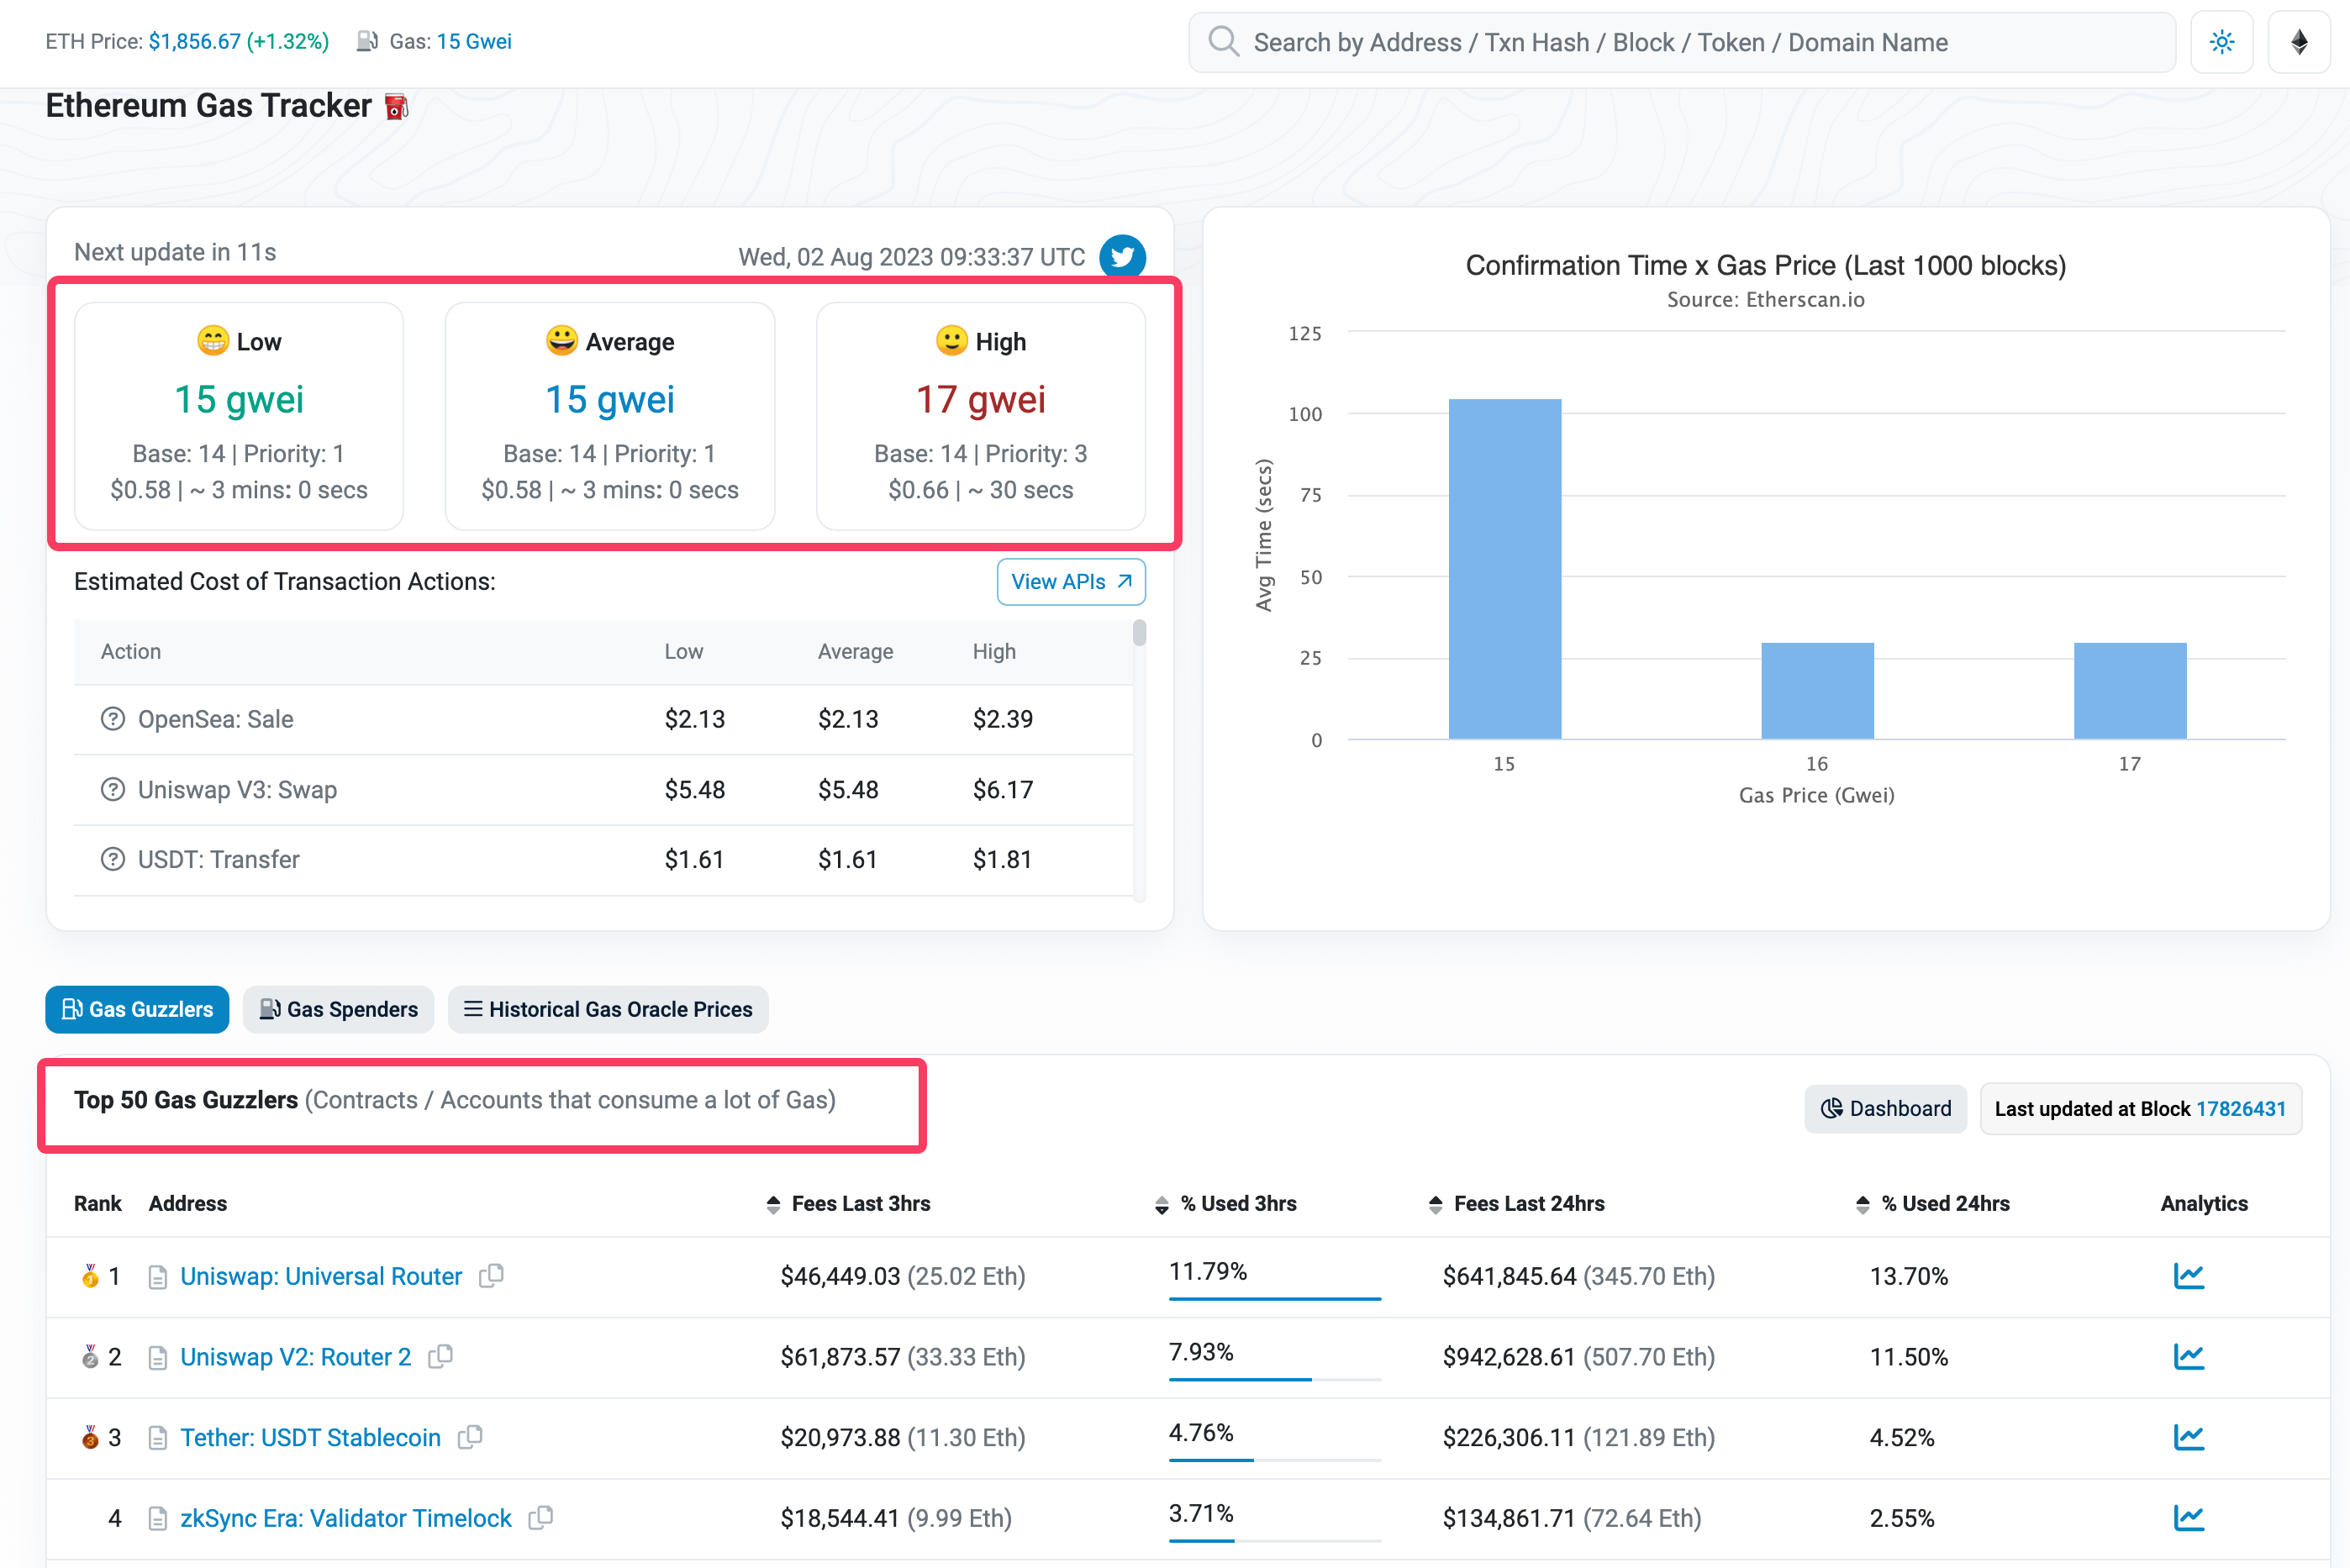 ETH Price: $1,856.67 (+1.32%) Gas: 15 Gwei
Search by Address / Txn Hash / Block / Token / Domain Name
Ethereum Gas Tracker
Next update in 11s
Wed, 02 Aug 2023 09:33:37 UTC
Low
15 gwei
Base: 14 | Priority: 1
$0.58 | ~ 3 mins: 0 secs
Average
15 gwei
Base: 14 | Priority: 1
$0.58 | ~ 3 mins: 0 secs
High
17 gwei
Base: 14 | Priority: 3
$0.66 | ~ 30 secs
Estimated Cost of Transaction Actions:
View APIs
Action Low Average High
OpenSea: Sale $2.13 $2.13 $2.39
Uniswap V3: Swap $5.48 $5.48 $6.17
USDT: Transfer $1.61 $1.61 $1.81
Confirmation Time x Gas Price (Last 1000 blocks)
Source: Etherscan.io
Avg Time (secs)
125
100
75
50
25
0
15 16 17
Gas Price (Gwei)
Gas Guzzlers
Gas Spenders
Historical Gas Oracle Prices
Top 50 Gas Guzzlers (Contracts / Accounts that consume a lot of Gas)
Dashboard
Last updated at Block 17826431
Rank Address Fees Last 3hrs % Used 3hrs Fees Last 24hrs % Used 24hrs Analytics
1 Uniswap: Universal Router $46,449.03 (25.02 Eth) 11.79% $641,845.64 (345.70 Eth) 13.70%
2 Uniswap V2: Router 2 $61,873.57 (33.33 Eth) 7.93% $942,628.61 (507.70 Eth) 11.50%
3 Tether: USDT Stablecoin $20,973.88 (11.30 Eth) 4.76% $226,306.11 (121.89 Eth) 4.52%
4 zkSync Era: Validator Timelock $18,544.41 (9.99 Eth) 3.71% $134,861.71 (72.64 Eth) 2.55%